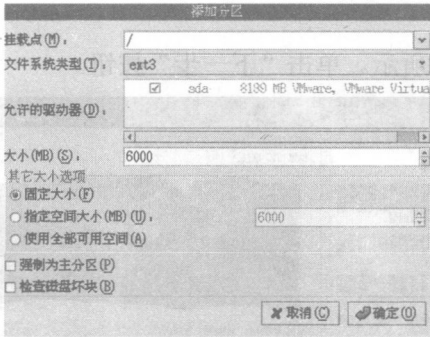 添加分区
挂载点(M): /
文件系统类型(T): ext3
允许的驱动器(D): sda 8189 MB VMware, VMware Virtua
大小(MB)(S): 6000
其它大小选项
固定大小(F)
指定空间大小(MB)(U): 6000
使用全部可用空间(A)
强制为主分区(P)
检查磁盘坏块(B)
取消(C) 确定(O)